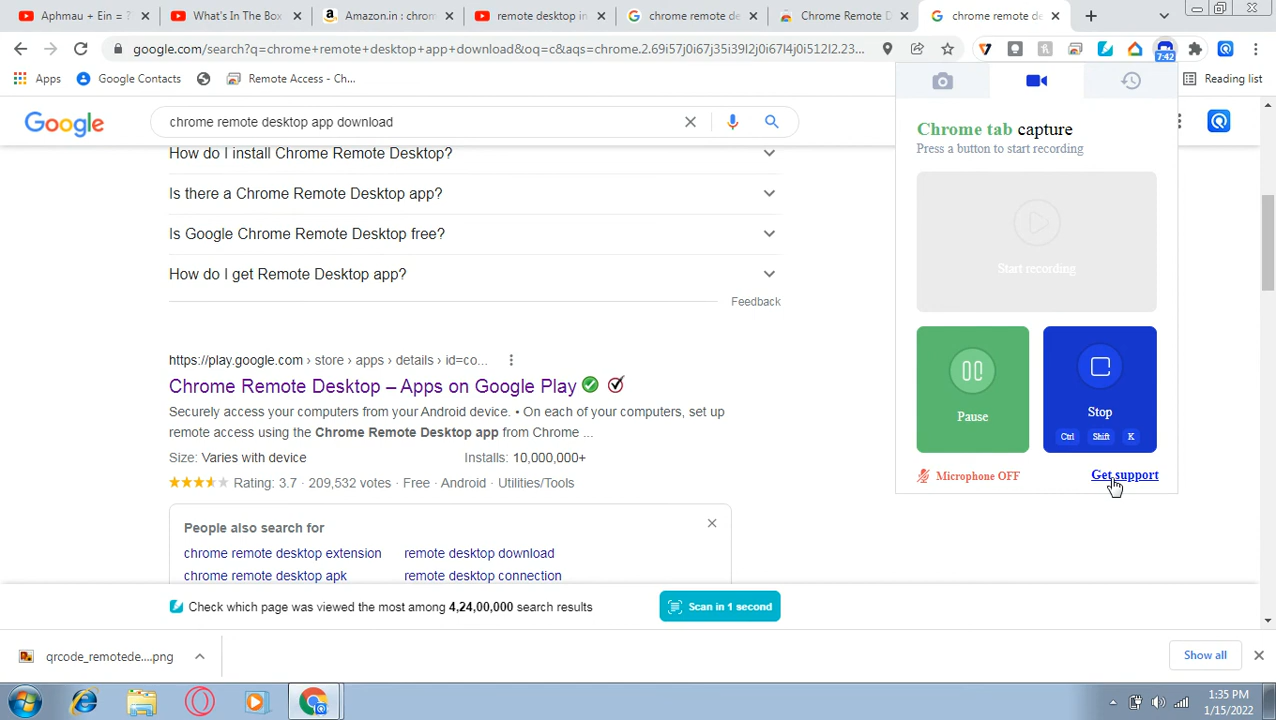 Aphmau + Ein = ?
What's In The Box
Amazon.in : chrom
remote desktop in
chrome remote de
Chrome Remote D
chrome remote de
google.com/search?q=chrome+remote+desktop+app+download&oq=c&aqs=chrome.2.69i57j0i67j35i39l2j0i67l4j0i512l2.23...
7:42
Apps
Google Contacts
Remote Access - Ch...
Reading list
Google
chrome remote desktop app download
How do I install Chrome Remote Desktop?
Is there a Chrome Remote Desktop app?
Is Google Chrome Remote Desktop free?
How do I get Remote Desktop app?
Feedback
https://play.google.com › store › apps › details › id=co...
Chrome Remote Desktop – Apps on Google Play
Securely access your computers from your Android device. • On each of your computers, set up
remote access using the Chrome Remote Desktop app from Chrome ...
Size: Varies with device
Installs: 10,000,000+
Rating: 3.7 · 209,532 votes · Free · Android · Utilities/Tools
People also search for
chrome remote desktop extension
remote desktop download
chrome remote desktop apk
remote desktop connection
Chrome tab capture
Press a button to start recording
Start recording
Pause
Stop
Ctrl
Shift
K
Microphone OFF
Get support
Check which page was viewed the most among 4,24,00,000 search results
Scan in 1 second
qrcode_remotede....png
Show all
1:35 PM
1/15/2022